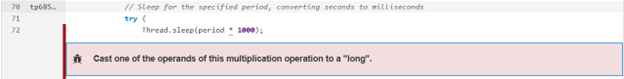 70 tp685... // Sleep for the specified period, converting seconds to milliseconds
71 try {
72 Thread.sleep(period * 1000);
Cast one of the operands of this multiplication operation to a "long".